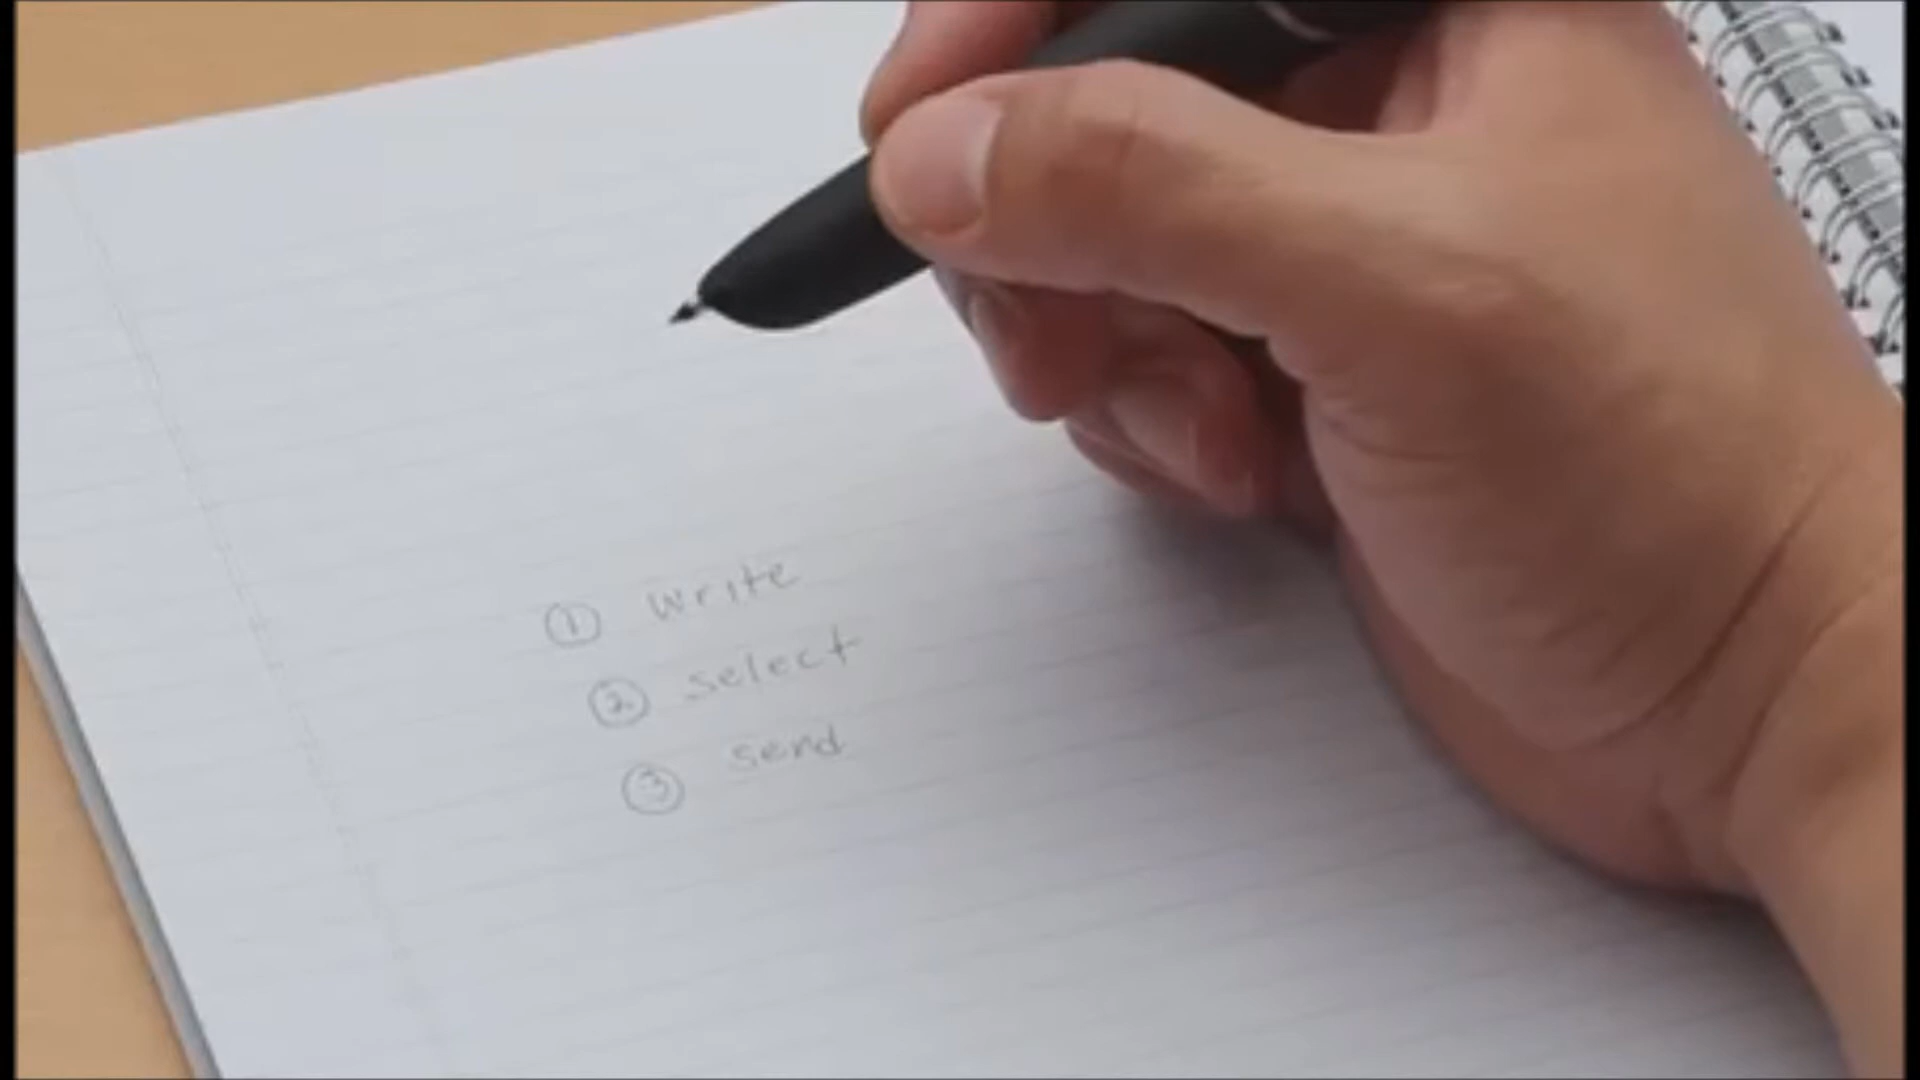 ① write
② select
③ send